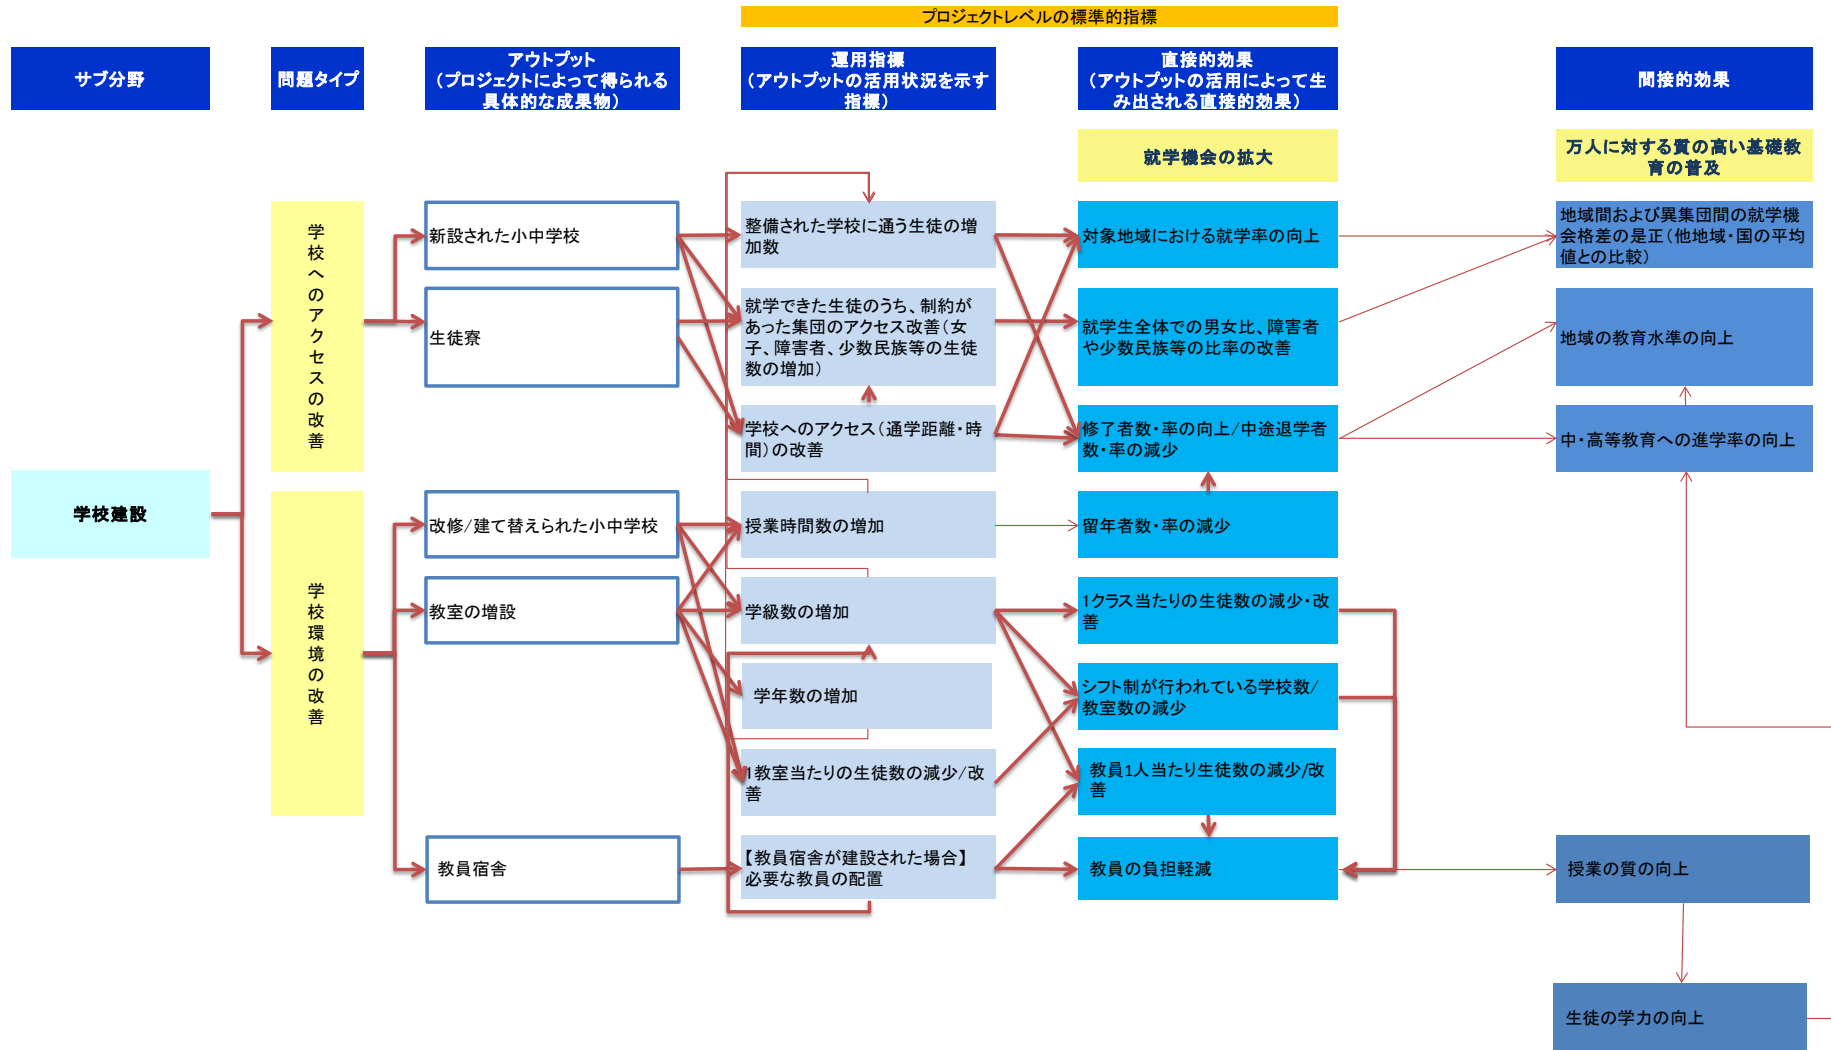 プロジェクトレベルの標準的指標
サブ分野
問題タイプ
アウトプット
（プロジェクトによって得られる
具体的な成果物）
運用指標
（アウトプットの活用状況を示す
指標）
直接的効果
（アウトプットの活用によって生
み出される直接的効果）
間接的効果
就学機会の拡大
万人に対する質の高い基礎教
育の普及
学校建設
学校へのアクセスの改善
学校環境の改善
新設された小中学校
生徒寮
改修/建て替えられた小中学校
教室の増設
教員宿舎
整備された学校に通う生徒の増
加数
就学できた生徒のうち、制約が
あった集団のアクセス改善（女
子、障害者、少数民族等の生徒
数の増加）
学校へのアクセス（通学距離・時
間）の改善
授業時間数の増加
学級数の増加
学年数の増加
1教室当たりの生徒数の減少/改
善
【教員宿舎が建設された場合】
必要な教員の配置
対象地域における就学率の向上
就学生全体での男女比、障害者
や少数民族等の比率の改善
修了者数・率の向上/中途退学者
数・率の減少
留年者数・率の減少
1クラス当たりの生徒数の減少・改
善
シフト制が行われている学校数/
教室数の減少
教員1人当たり生徒数の減少/改
善
教員の負担軽減
地域間および異集団間の就学機
会格差の是正（他地域・国の平均
値との比較）
地域の教育水準の向上
中・高等教育への進学率の向上
授業の質の向上
生徒の学力の向上